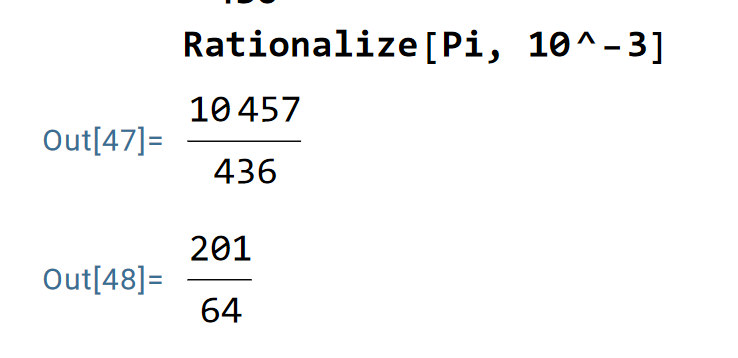 Rationalize[Pi, 10^-3]
10457
Out[47]=
436
201
Out[48]=
64